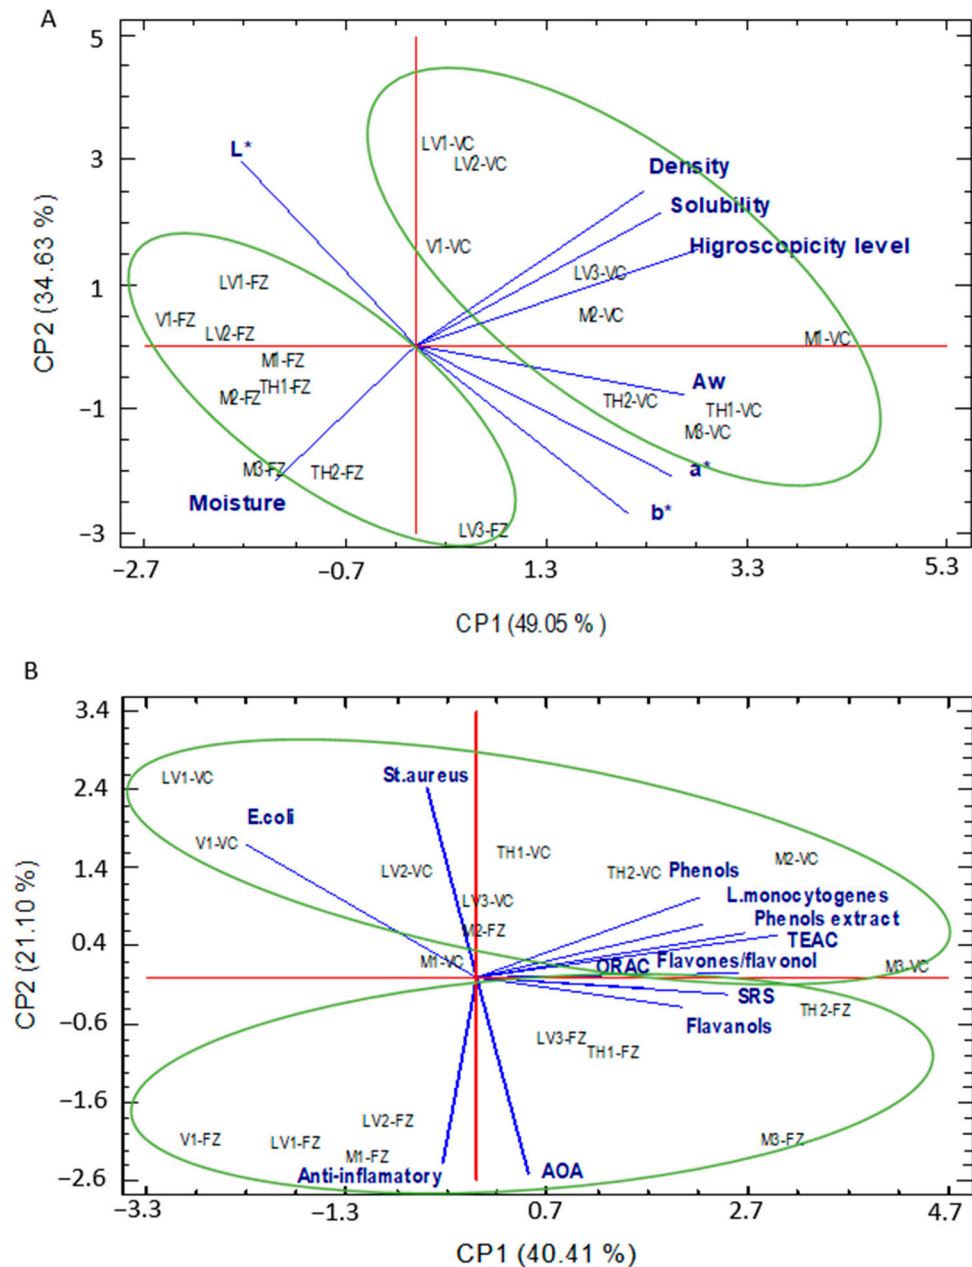 A
5
3
1
−1
−3
CP2 (34.63 %)
L*
LV1-VC
LV2-VC
Density
Solubility
V1-VC
Higroscopicity level
LV3-VC
LV1-FZ
M2-VC
V1-FZ
LV2-FZ
M1-VC
M1-FZ
TH1-FZ
M2-FZ
Aw
TH2-VC
TH1-VC
M3-VC
M3-FZ
TH2-FZ
a*
Moisture
b*
LV3-FZ
−2.7 −0.7 1.3 3.3 5.3
CP1 (49.05 %)
B
3.4
2.4
1.4
0.4
−0.6
−1.6
−2.6
CP2 (21.10 %)
LV1-VC
St.aureus
E.coli
V1-VC
TH1-VC
M2-VC
LV2-VC
TH2-VC
Phenols
LV3-VC
L.monocytogenes
Phenols extract
M2-FZ
TEAC
M1-VC
Flavones/flavonol
ORAC
M3-VC
SRS
TH2-FZ
Flavanols
LV3-FZ
TH1-FZ
LV2-FZ
V1-FZ
LV1-FZ
M3-FZ
M1-FZ
Anti-inflamatory
AOA
−3.3 −1.3 0.7 2.7 4.7
CP1 (40.41 %)